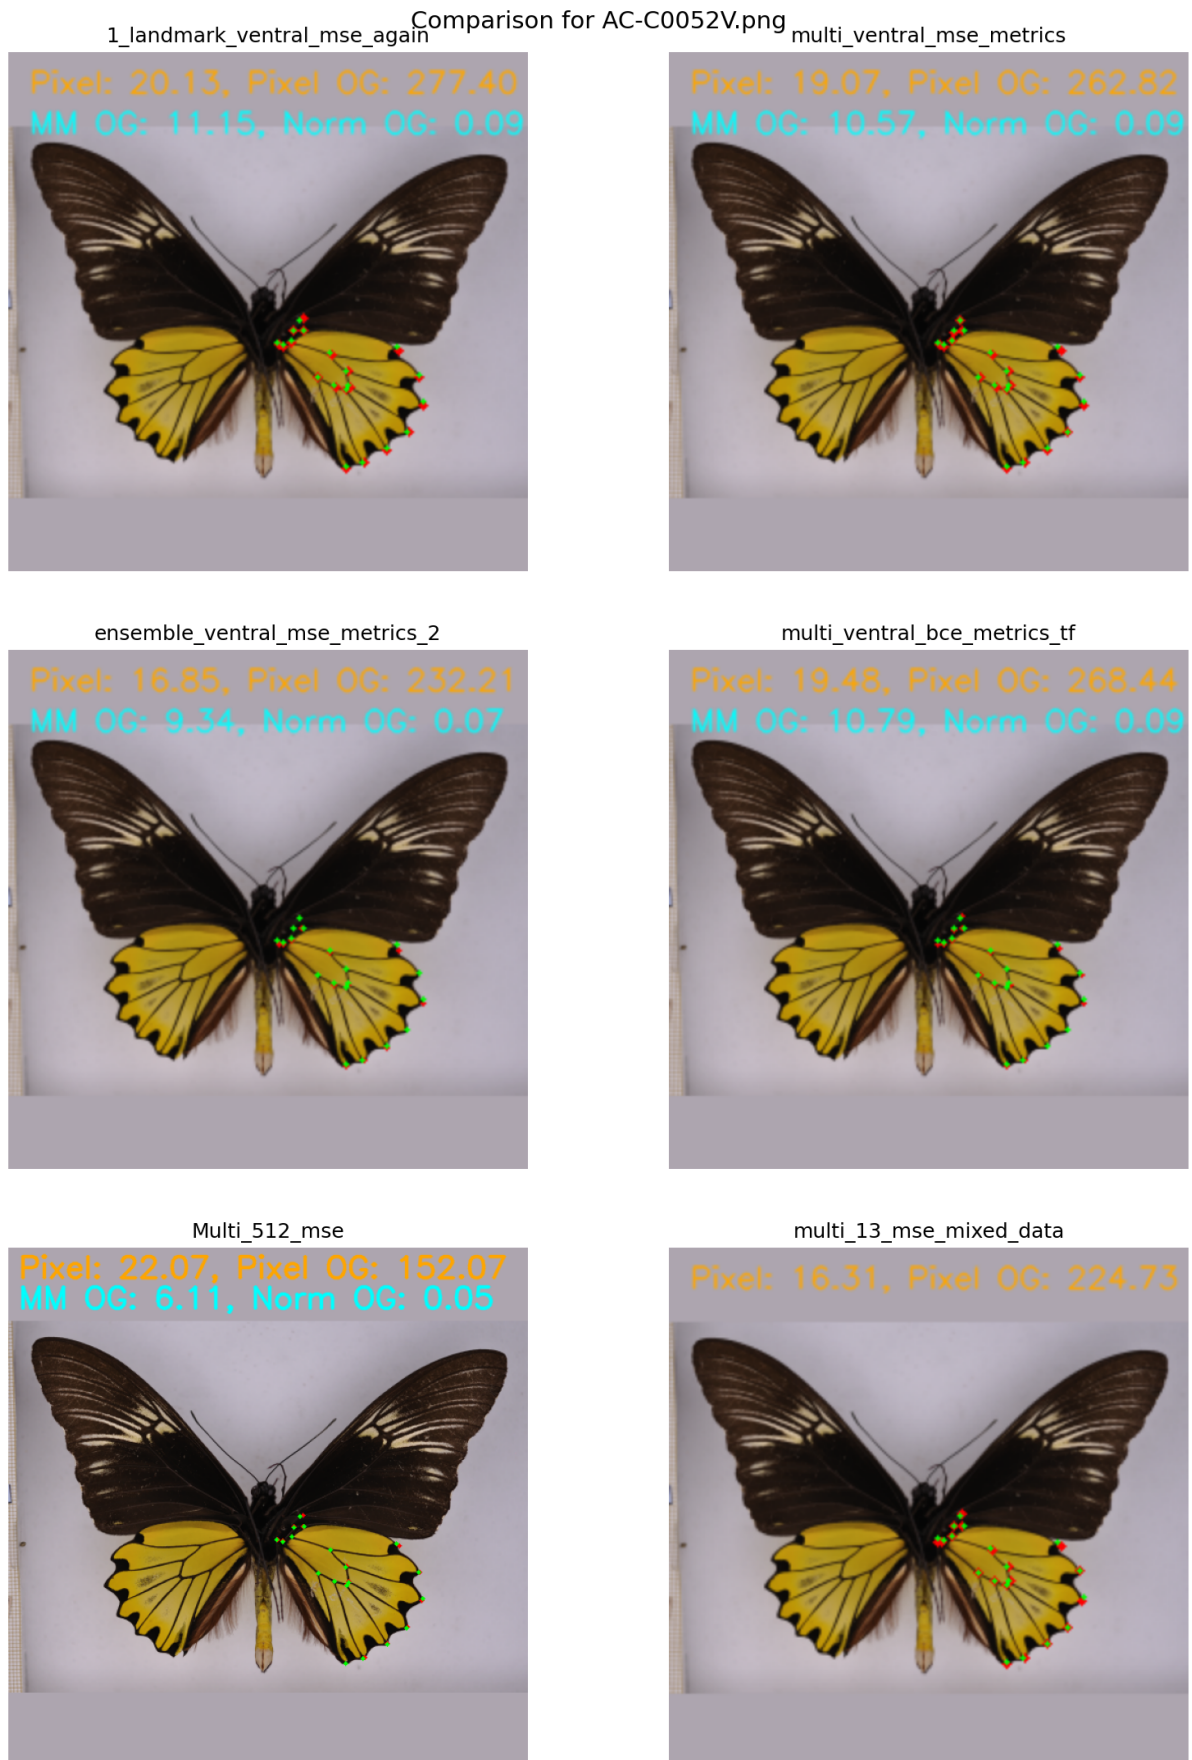 Comparison for AC-C0052V.png
1_landmark_ventral_mse_again
multi_ventral_mse_metrics
Pixel: 20.13, Pixel OG: 277.40
MM OG: 11.15, Norm OG: 0.09
Pixel: 19.07, Pixel OG: 262.82
MM OG: 10.57, Norm OG: 0.09
ensemble_ventral_mse_metrics_2
multi_ventral_bce_metrics_tf
Pixel: 16.85, Pixel OG: 232.21
MM OG: 9.34, Norm OG: 0.07
Pixel: 19.48, Pixel OG: 268.44
MM OG: 10.79, Norm OG: 0.09
Multi_512_mse
multi_13_mse_mixed_data
Pixel: 22.07, Pixel OG: 152.07
MM OG: 6.11, Norm OG: 0.05
Pixel: 16.31, Pixel OG: 224.73